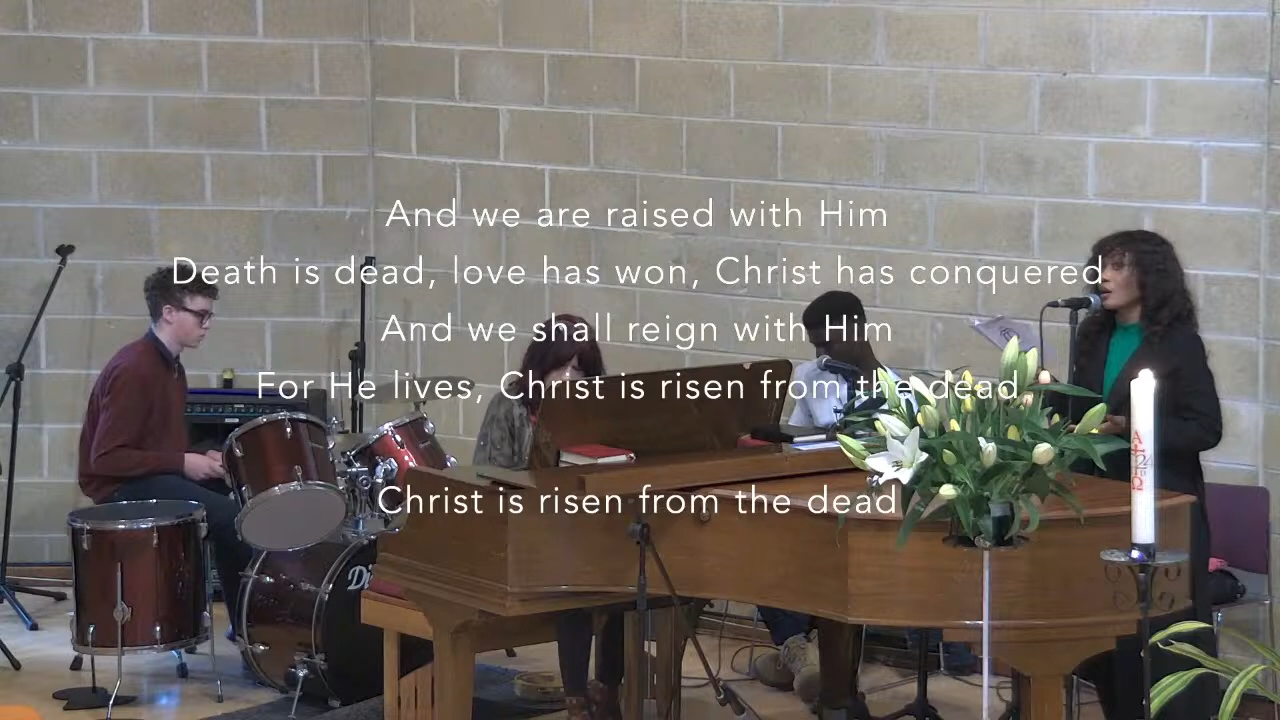 And we are raised with Him
Death is dead, love has won, Christ has conquered
And we shall reign with Him
For He lives, Christ is risen from the dead
Christ is risen from the dead